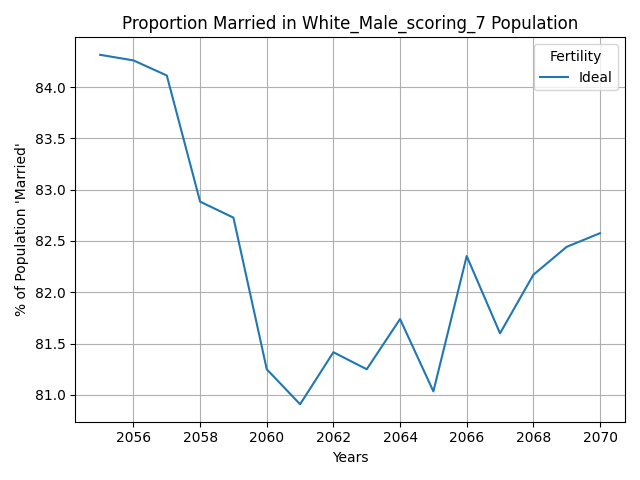 Proportion Married in White_Male_scoring_7 Population
Fertility
Ideal
% of Population 'Married'
84.0
83.5
83.0
82.5
82.0
81.5
81.0
2056 2058 2060 2062 2064 2066 2068 2070
Years